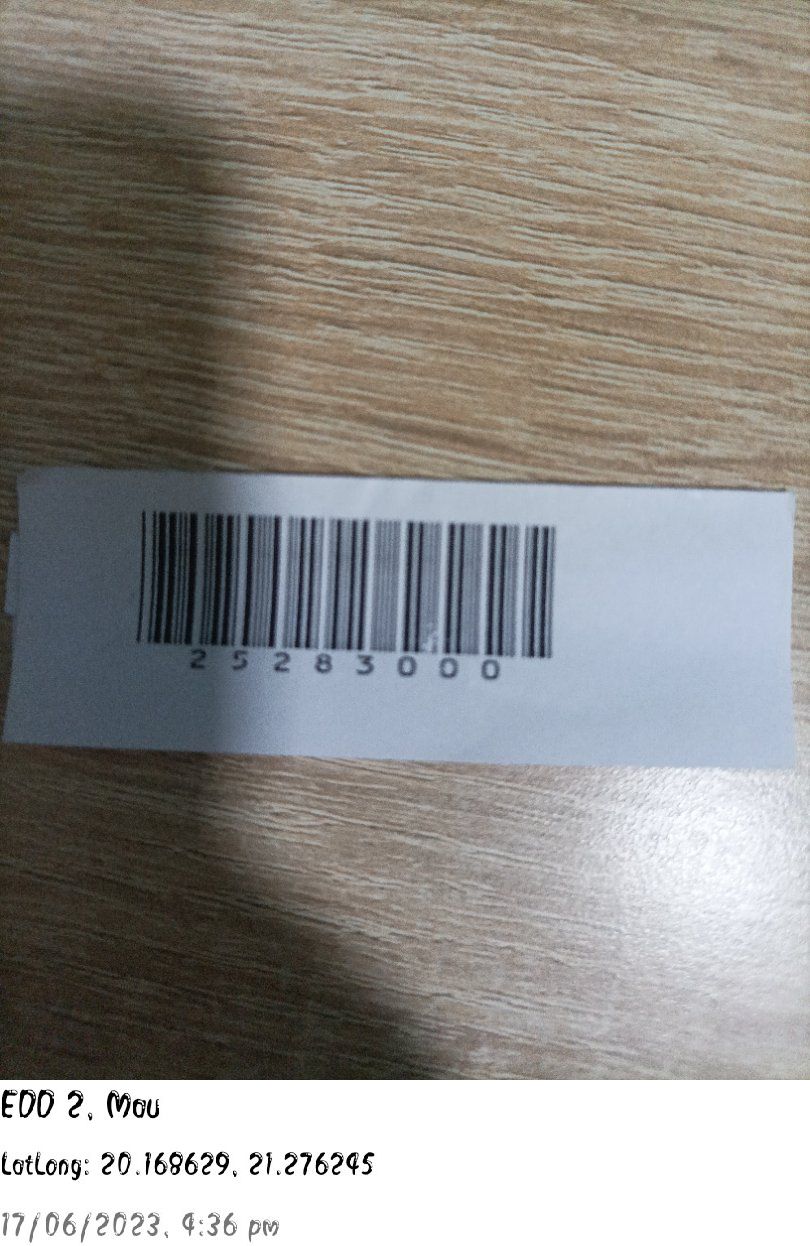 25283000
EDD 2, Mou
LatLong: 20.168629, 21.276245
17/06/2023, 4:36 pm